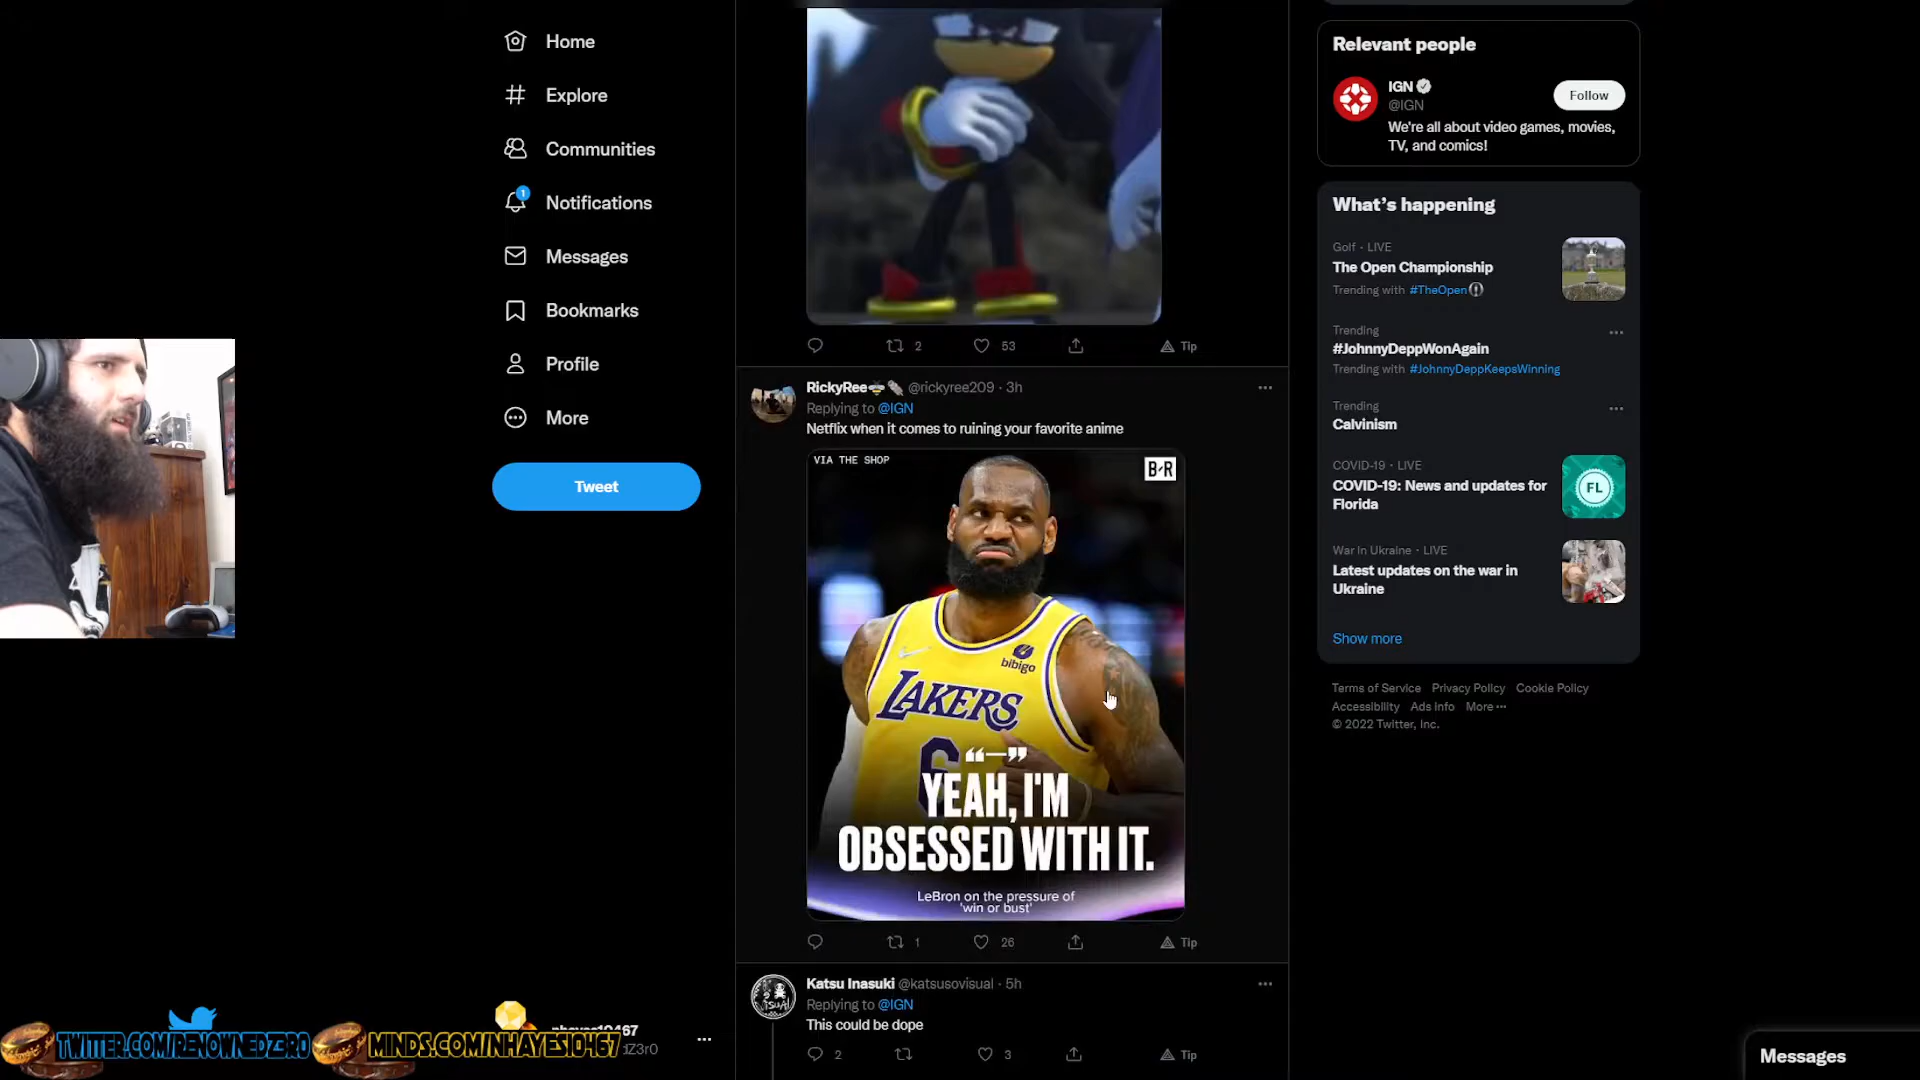 Home
Explore
Communities
1
Notifications
Messages
Bookmarks
Profile
More
Tweet
2
53
Tip
RickyRee @rickyree209 · 3h
Replying to @IGN
Netflix when it comes to ruining your favorite anime
VIA THE SHOP
B/R
bibigo
LAKERS
6
YEAH, I'M
OBSESSED WITH IT.
LeBron on the pressure of
'win or bust'
1
26
Tip
Katsu Inasuki @katsusovisual · 5h
Replying to @IGN
This could be dope
2
3
Tip
Relevant people
IGN
@IGN
Follow
We're all about video games, movies,
TV, and comics!
What's happening
Golf · LIVE
The Open Championship
Trending with #TheOpen
Trending
#JohnnyDeppWonAgain
Trending with #JohnnyDeppKeepsWinning
Trending
Calvinism
COVID-19 · LIVE
COVID-19: News and updates for
Florida
FL
War in Ukraine · LIVE
Latest updates on the war in
Ukraine
Show more
Terms of Service Privacy Policy Cookie Policy
Accessibility Ads info More ···
© 2022 Twitter, Inc.
Messages
TWITTER.COM/RENOWNEDZ3R0
MINDS.COM/NHAYES10467